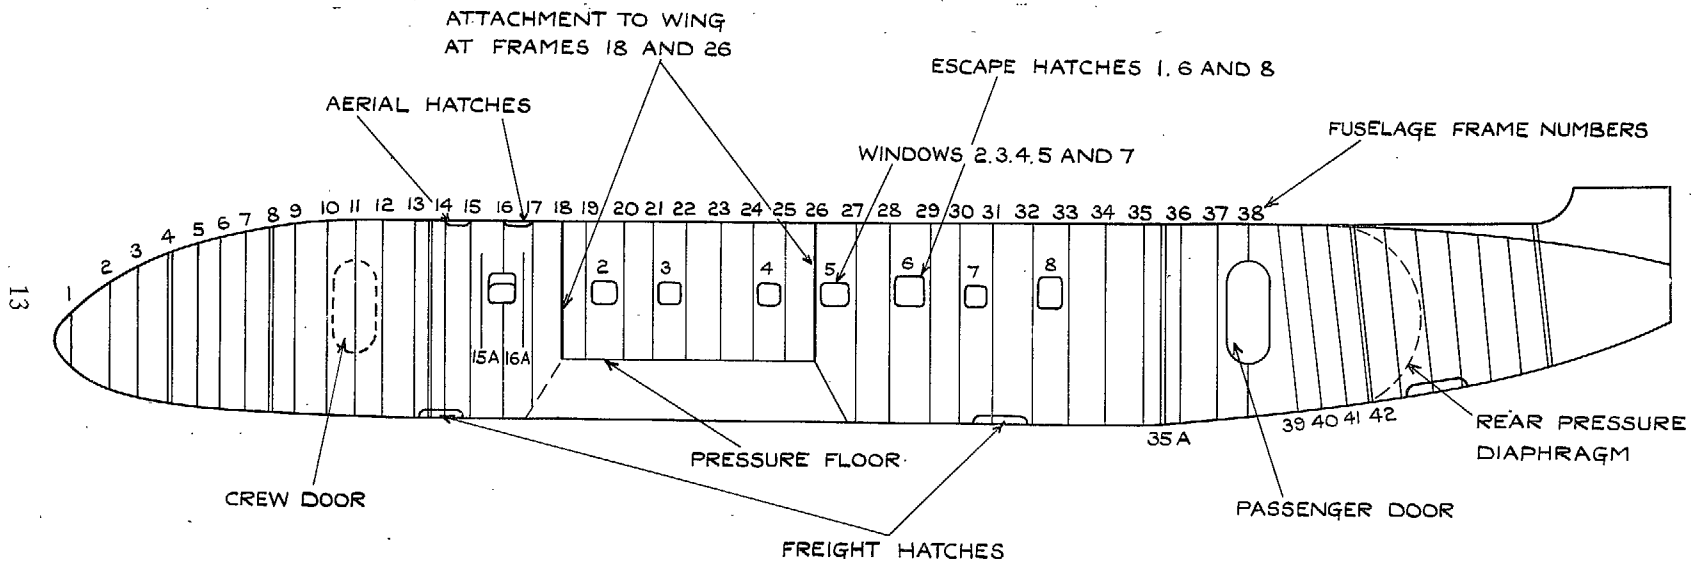 ATTACHMENT TO WING
AT FRAMES 18 AND 26
ESCAPE HATCHES 1, 6 AND 8
AERIAL HATCHES
FUSELAGE FRAME NUMBERS
WINDOWS 2.3.4.5 AND 7
1 2 3 4 5 6 7 8 9 10 11 12 13 14 15 16 17 18 19 20 21 22 23 24 25 26 27 28 29 30 31 32 33 34 35 36 37 38
2 3 4 5 6 7 8
13
15A 16A
39 40 41 42
35A
REAR PRESSURE
DIAPHRAGM
PRESSURE FLOOR
CREW DOOR
PASSENGER DOOR
FREIGHT HATCHES